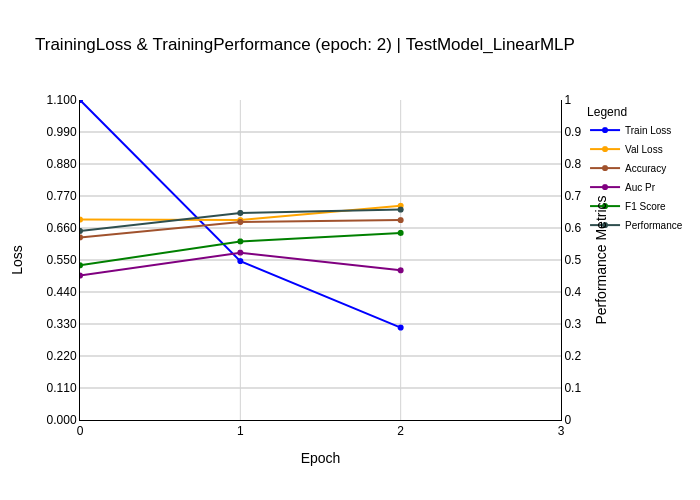 TrainingLoss & TrainingPerformance (epoch: 2) | TestModel_LinearMLP
1.100
0.990
0.880
0.770
0.660
0.550
0.440
0.330
0.220
0.110
0.000
Loss
0
1
2
3
Epoch
1
0.9
0.8
0.7
0.6
0.5
0.4
0.3
0.2
0.1
0
Performance Metrics
Legend
Train Loss
Val Loss
Accuracy
Auc Pr
F1 Score
Performance